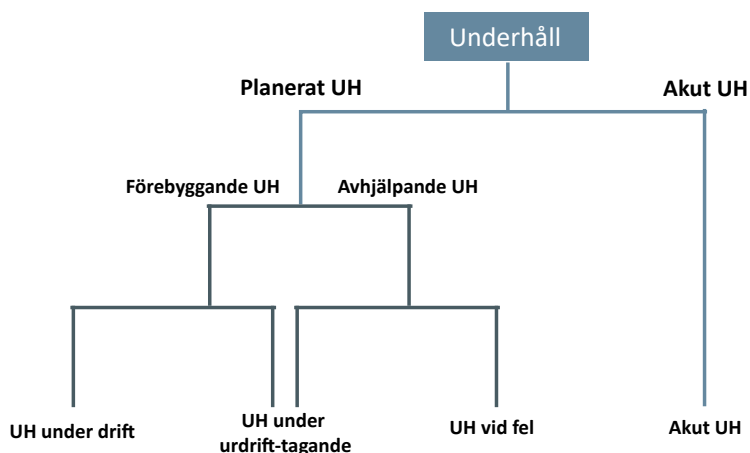 Underhåll
Planerat UH
Akut UH
Förebyggande UH
Avhjälpande UH
UH under drift
UH under
urdrift-tagande
UH vid fel
Akut UH